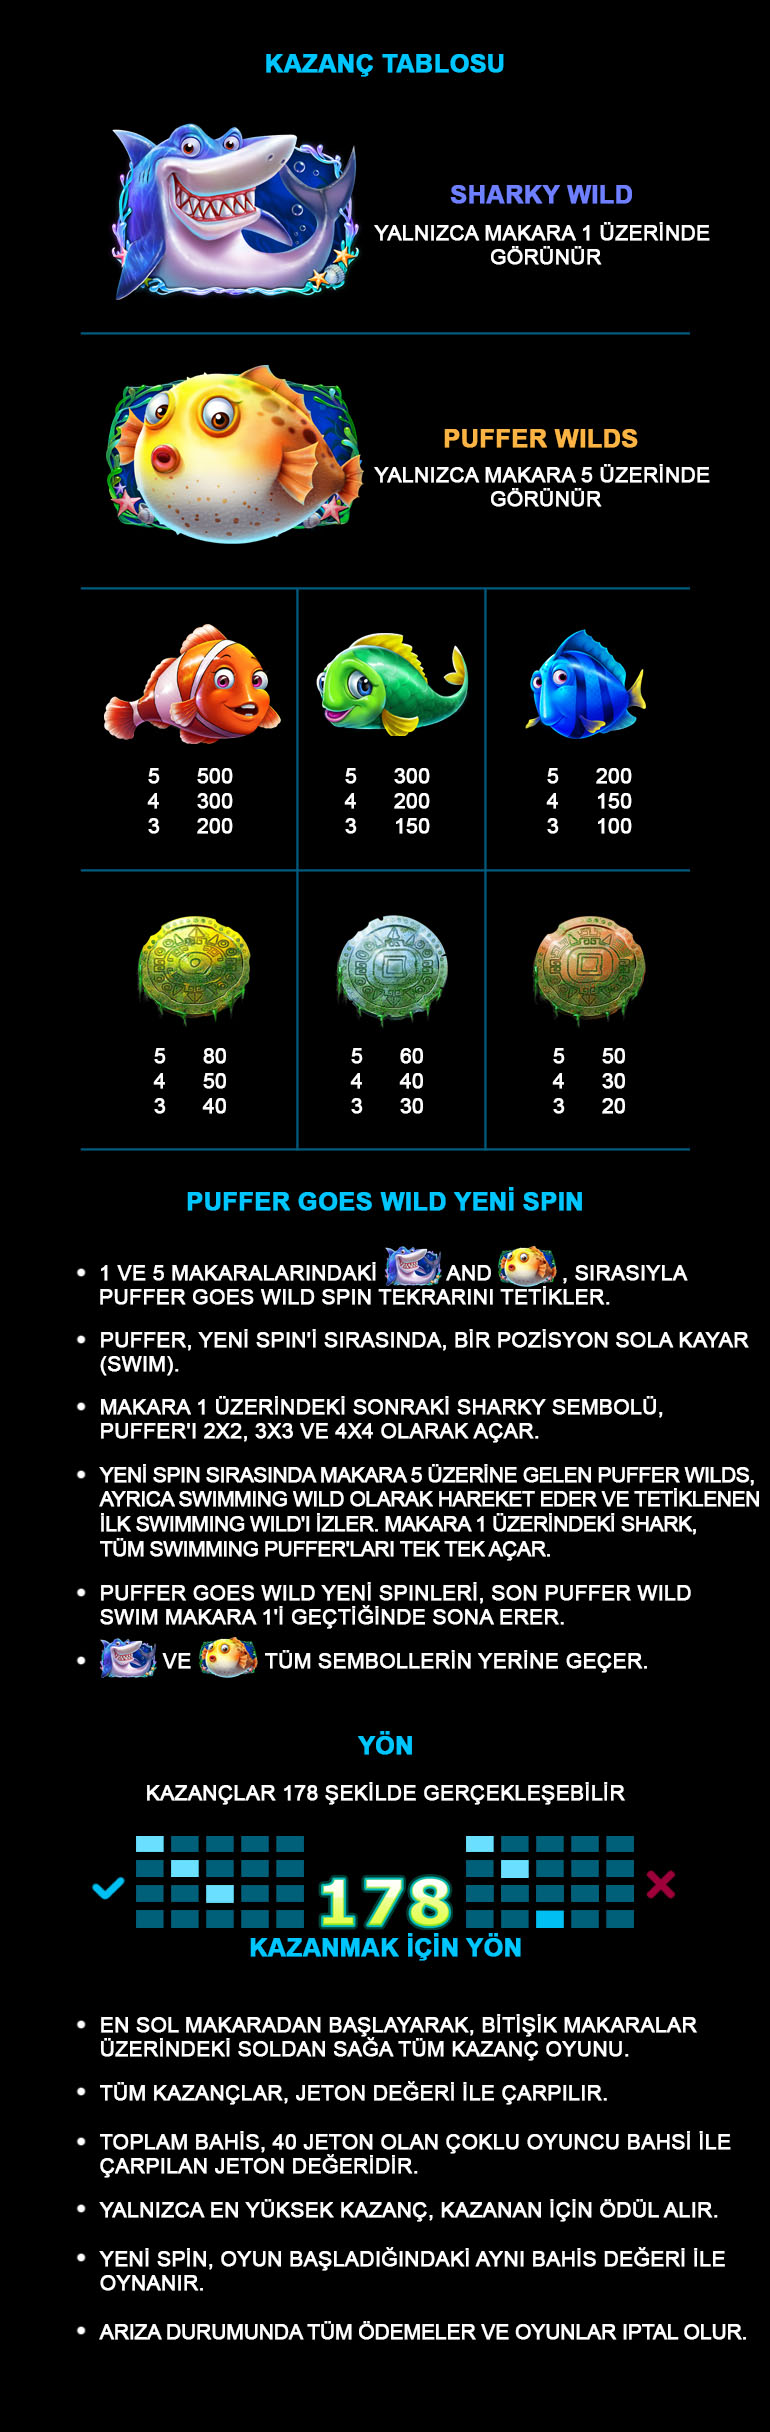 KAZANÇ TABLOSU
SHARKY WILD
YALNIZCA MAKARA 1 ÜZERİNDE
GÖRÜNÜR
PUFFER WILDS
YALNIZCA MAKARA 5 ÜZERİNDE
GÖRÜNÜR
5 500 5 300 5 200
4 300 4 200 4 150
3 200 3 150 3 100
5 80 5 60 5 50
4 50 4 40 4 30
3 40 3 30 3 20
PUFFER GOES WILD YENİ SPIN
• 1 VE 5 MAKARALARINDAKİ AND , SIRASIYLA
PUFFER GOES WILD SPIN TEKRARINI TETİKLER.
• PUFFER, YENİ SPIN'İ SIRASINDA, BİR POZİSYON SOLA KAYAR
(SWIM).
• MAKARA 1 ÜZERİNDEKİ SONRAKİ SHARKY SEMBOLÜ,
PUFFER'I 2X2, 3X3 VE 4X4 OLARAK AÇAR.
• YENİ SPIN SIRASINDA MAKARA 5 ÜZERİNE GELEN PUFFER WILDS,
AYRICA SWIMMING WILD OLARAK HAREKET EDER VE TETİKLENEN
İLK SWIMMING WILD'I İZLER. MAKARA 1 ÜZERİNDEKİ SHARK,
TÜM SWIMMING PUFFER'LARI TEK TEK AÇAR.
• PUFFER GOES WILD YENİ SPINLERİ, SON PUFFER WILD
SWIM MAKARA 1'İ GEÇTİĞİNDE SONA ERER.
• VE TÜM SEMBOLLERİN YERİNE GEÇER.
YÖN
KAZANÇLAR 178 ŞEKİLDE GERÇEKLEŞEBİLİR
178
KAZANMAK İÇİN YÖN
• EN SOL MAKARADAN BAŞLAYARAK, BİTİŞİK MAKARALAR
ÜZERİNDEKİ SOLDAN SAĞA TÜM KAZANÇ OYUNU.
• TÜM KAZANÇLAR, JETON DEĞERİ İLE ÇARPILIR.
• TOPLAM BAHİS, 40 JETON OLAN ÇOKLU OYUNCU BAHSİ İLE
ÇARPILAN JETON DEĞERİDİR.
• YALNIZCA EN YÜKSEK KAZANÇ, KAZANAN İÇİN ÖDÜL ALIR.
• YENİ SPİN, OYUN BAŞLADIĞINDAKİ AYNI BAHİS DEĞERİ İLE
OYNANIR.
• ARIZA DURUMUNDA TÜM ÖDEMELER VE OYUNLAR IPTAL OLUR.